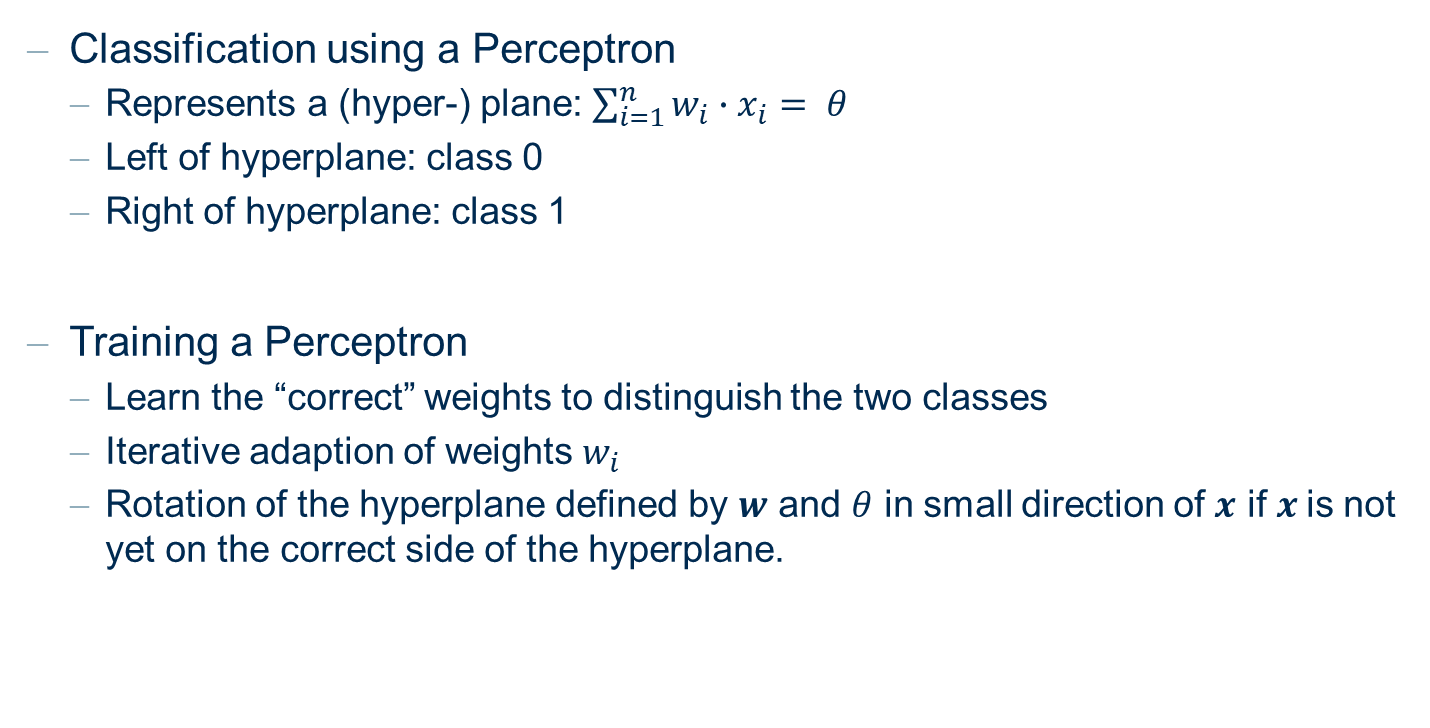 – Classification using a Perceptron
– Represents a (hyper-) plane: ∑ⁿᵢ₌₁ 𝑤ᵢ · 𝑥ᵢ = 𝜃
– Left of hyperplane: class 0
– Right of hyperplane: class 1
– Training a Perceptron
– Learn the “correct” weights to distinguish the two classes
– Iterative adaption of weights 𝑤ᵢ
– Rotation of the hyperplane defined by 𝒘 and 𝜃 in small direction of 𝒙 if 𝒙 is not
yet on the correct side of the hyperplane.